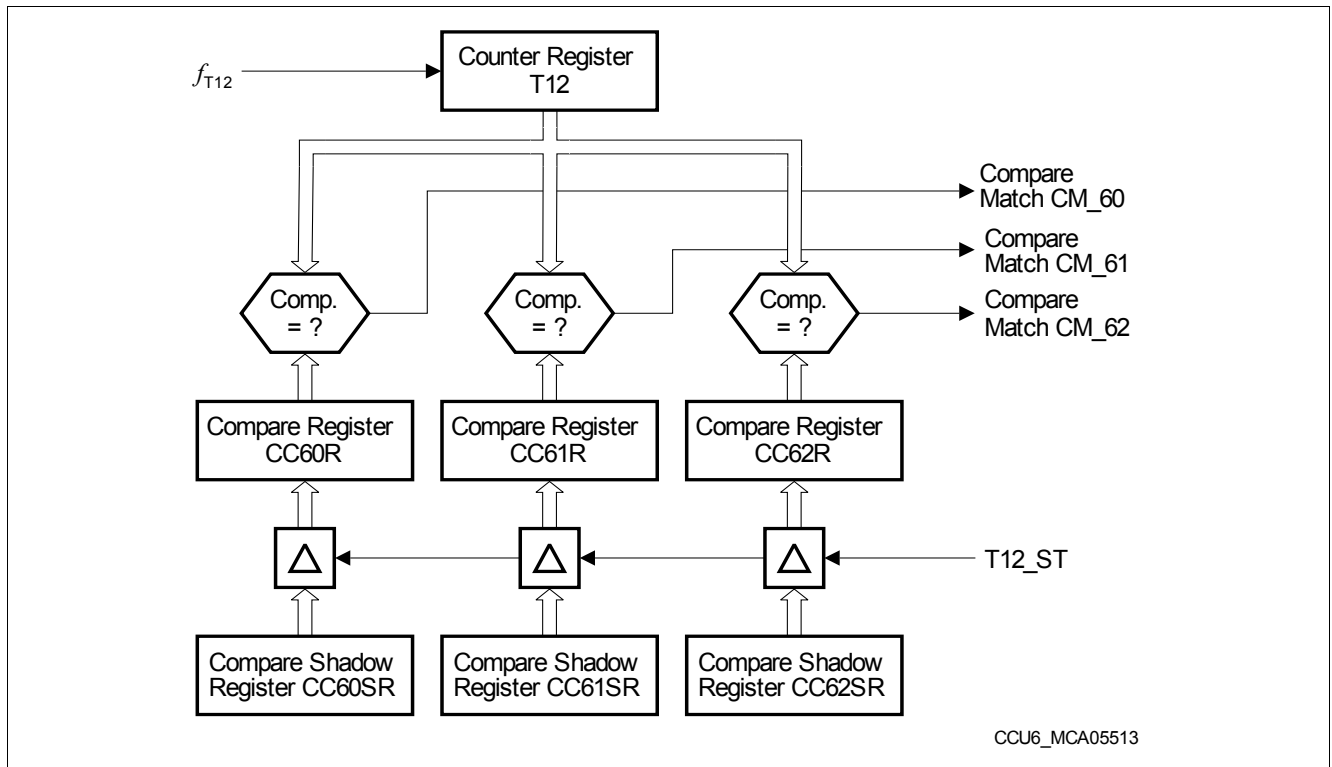 Counter Register
T12
fT12
Compare
Match CM_60
Compare
Match CM_61
Compare
Match CM_62
Comp.
= ?
Comp.
= ?
Comp.
= ?
Compare Register
CC60R
Compare Register
CC61R
Compare Register
CC62R
T12_ST
Compare Shadow
Register CC60SR
Compare Shadow
Register CC61SR
Compare Shadow
Register CC62SR
CCU6_MCA05513